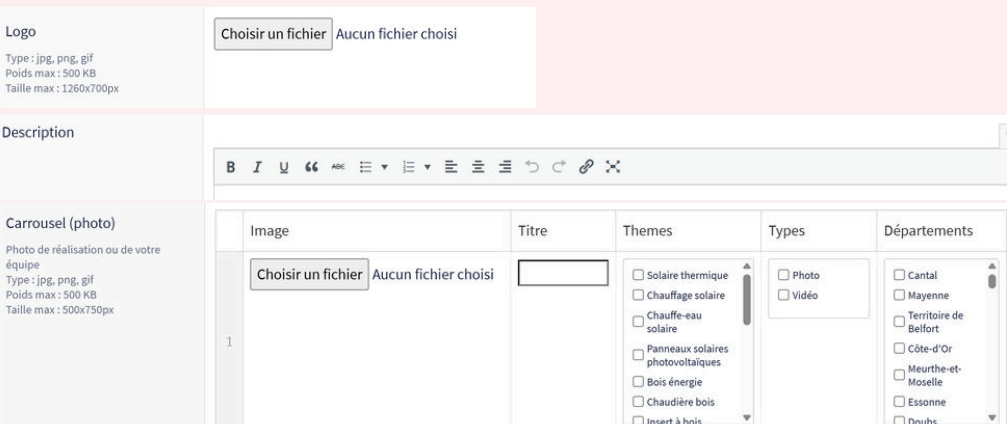 Logo
Choisir un fichier Aucun fichier choisi
Type : jpg, png, gif
Poids max : 500 KB
Taille max : 1260x700px
Description
B I U “ ABC
Carrousel (photo)
Photo de réalisation ou de votre
équipe
Type : jpg, png, gif
Poids max : 500 KB
Taille max : 500x750px
Image Titre Themes Types Départements
1
Choisir un fichier Aucun fichier choisi
Solaire thermique
Chauffage solaire
Chauffe-eau
solaire
Panneaux solaires
photovoltaïques
Bois énergie
Chaudière bois
Insert à bois
Photo
Vidéo
Cantal
Mayenne
Territoire de
Belfort
Côte-d'Or
Meurthe-et-
Moselle
Essonne
Doubs